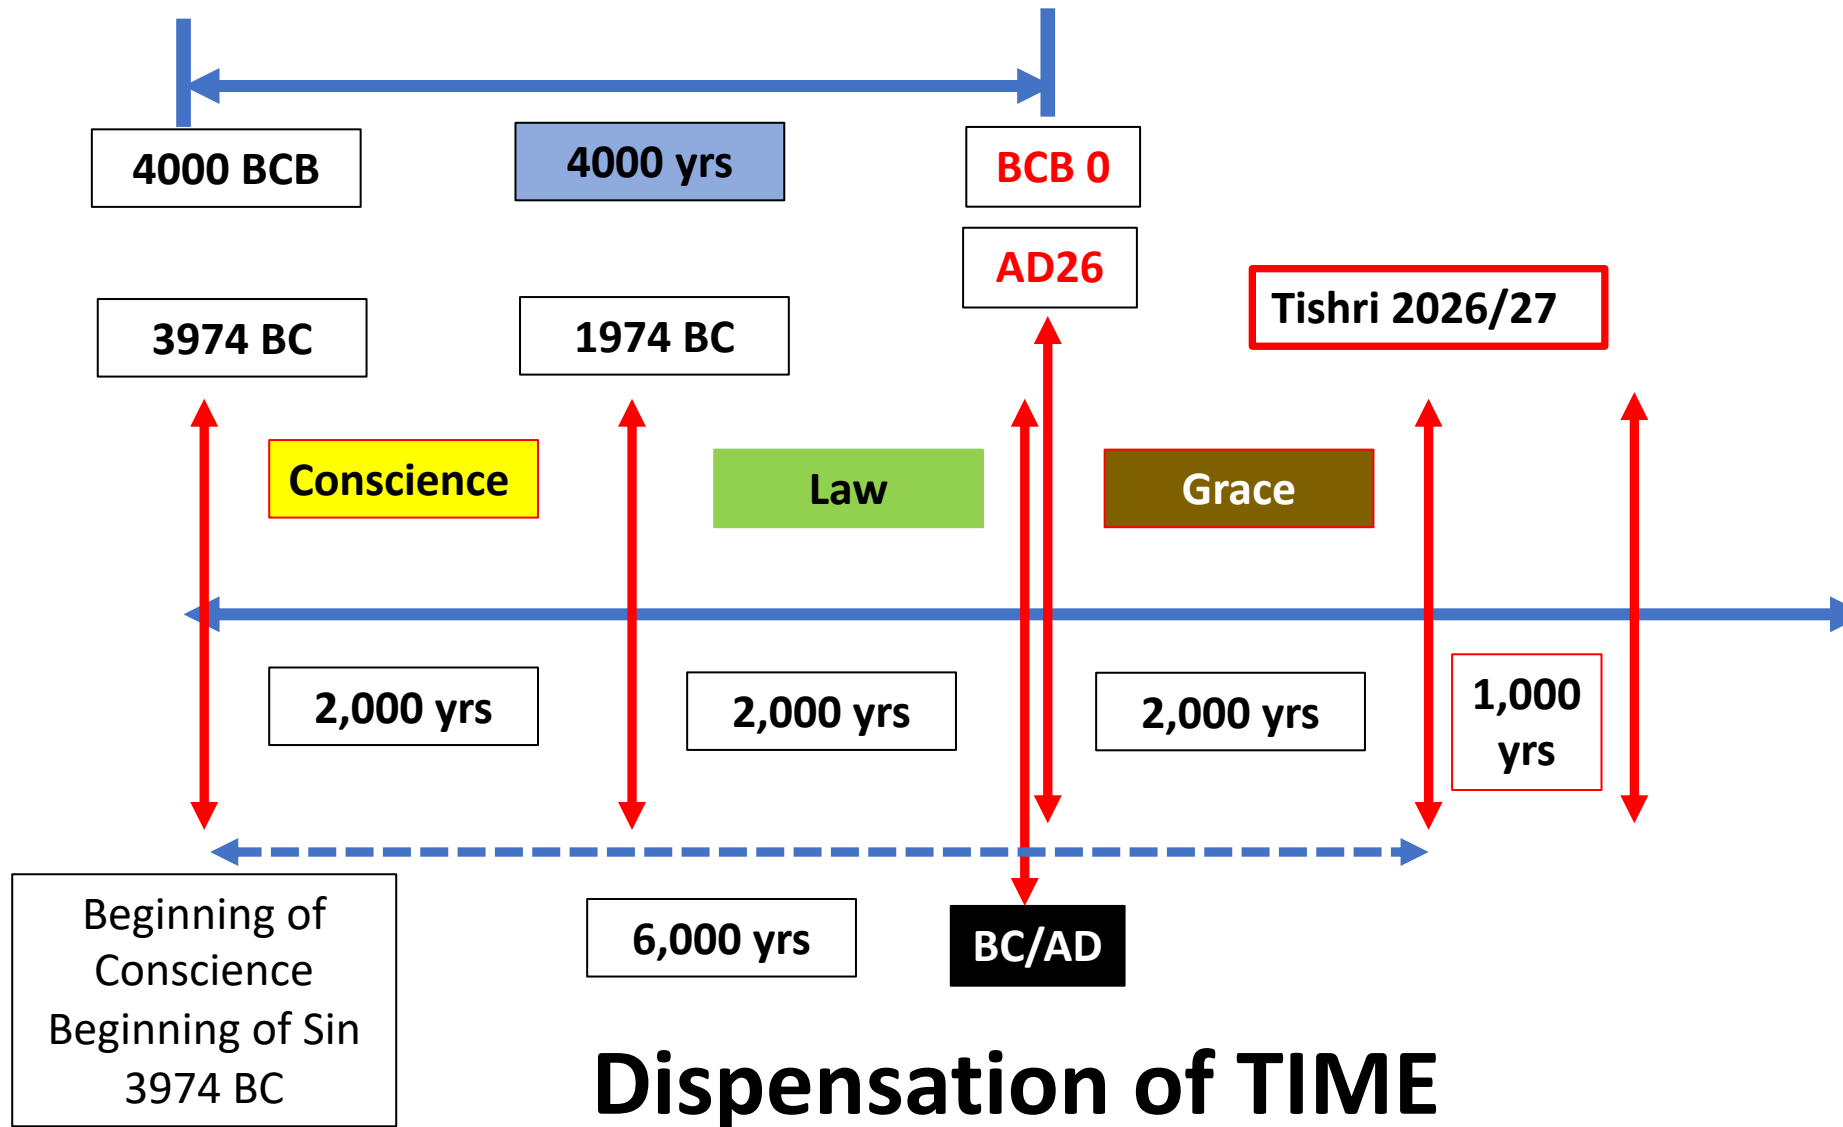 4000 BCB
4000 yrs
BCB 0
AD26
3974 BC
1974 BC
Tishri 2026/27
Conscience
Law
Grace
2,000 yrs
2,000 yrs
2,000 yrs
1,000
yrs
Beginning of
Conscience
Beginning of Sin
3974 BC
6,000 yrs
BC/AD
Dispensation of TIME